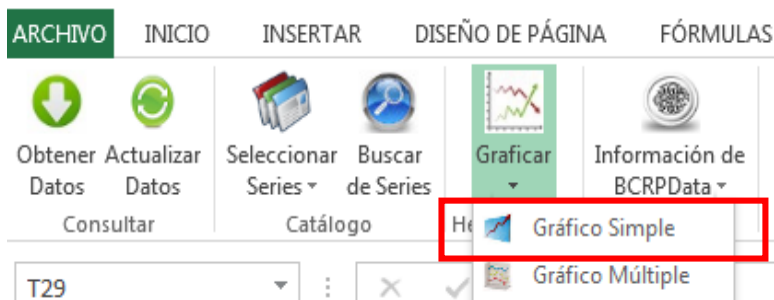 ARCHIVO INICIO INSERTAR DISEÑO DE PÁGINA FÓRMULAS
Obtener Actualizar Seleccionar Buscar Graficar Información de
Datos Datos Series de Series BCRPData
Consultar Catálogo He
Gráfico Simple
Gráfico Múltiple
T29